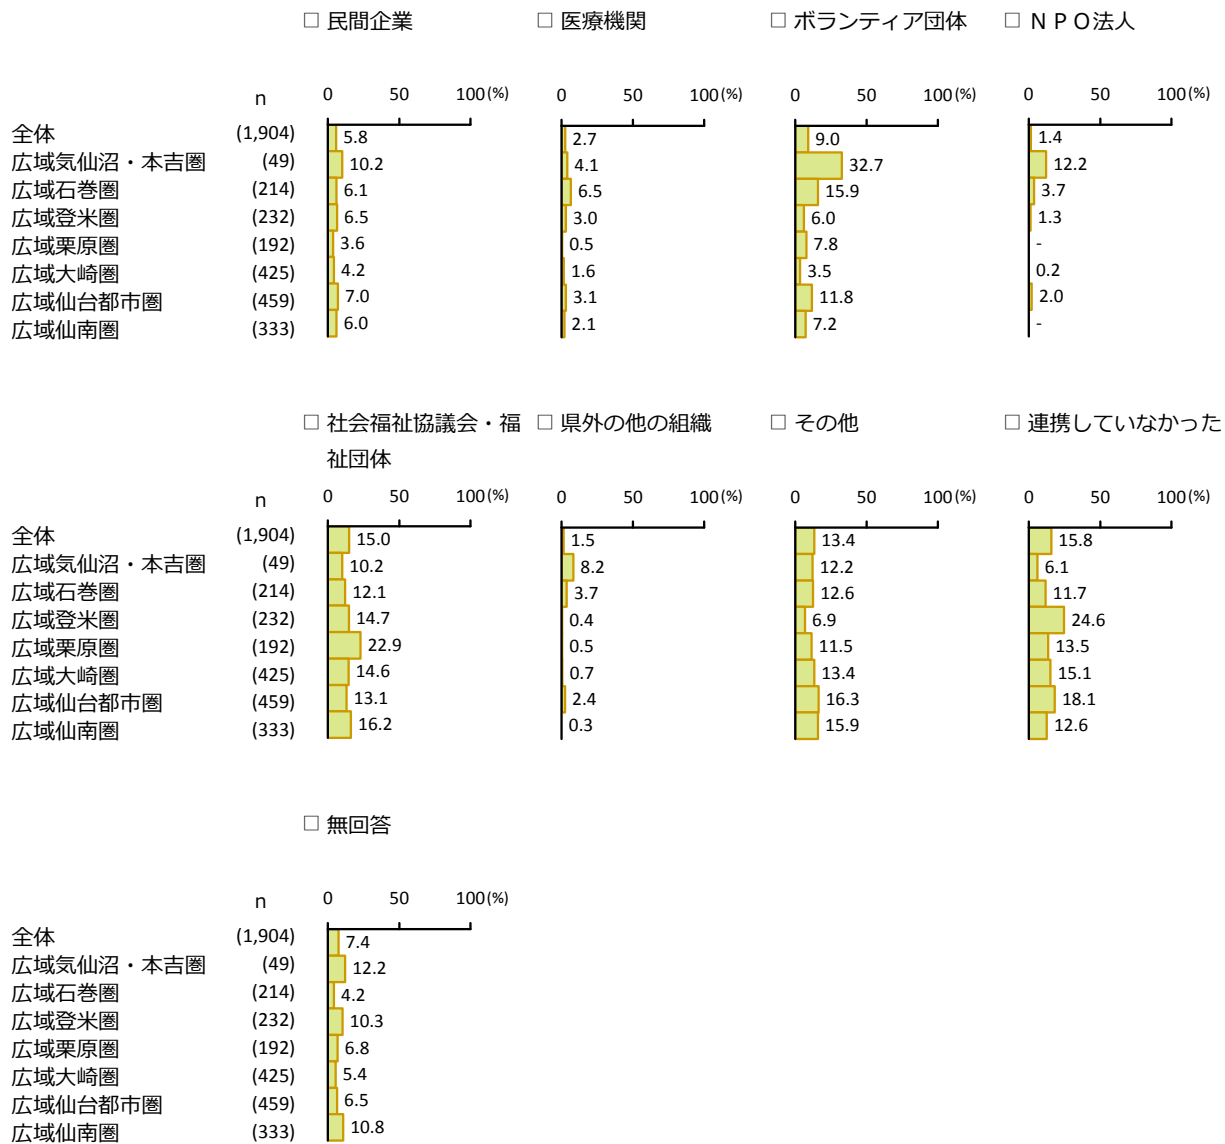 □ 民間企業 □ 医療機関 □ ボランティア団体 □ ＮＰＯ法人
n 0 50 100(%) 0 50 100(%) 0 50 100(%) 0 50 100(%)
全体 (1,904) 5.8 2.7 9.0 1.4
広域気仙沼・本吉圏 (49) 10.2 4.1 32.7 12.2
広域石巻圏 (214) 6.1 6.5 15.9 3.7
広域登米圏 (232) 6.5 3.0 6.0 1.3
広域栗原圏 (192) 3.6 0.5 7.8 -
広域大崎圏 (425) 4.2 1.6 3.5 0.2
広域仙台都市圏 (459) 7.0 3.1 11.8 2.0
広域仙南圏 (333) 6.0 2.1 7.2 -
□ 社会福祉協議会・福 □ 県外の他の組織 □ その他 □ 連携していなかった
祉団体
n 0 50 100(%) 0 50 100(%) 0 50 100(%) 0 50 100(%)
全体 (1,904) 15.0 1.5 13.4 15.8
広域気仙沼・本吉圏 (49) 10.2 8.2 12.2 6.1
広域石巻圏 (214) 12.1 3.7 12.6 11.7
広域登米圏 (232) 14.7 0.4 6.9 24.6
広域栗原圏 (192) 22.9 0.5 11.5 13.5
広域大崎圏 (425) 14.6 0.7 13.4 15.1
広域仙台都市圏 (459) 13.1 2.4 16.3 18.1
広域仙南圏 (333) 16.2 0.3 15.9 12.6
□ 無回答
n 0 50 100(%)
全体 (1,904) 7.4
広域気仙沼・本吉圏 (49) 12.2
広域石巻圏 (214) 4.2
広域登米圏 (232) 10.3
広域栗原圏 (192) 6.8
広域大崎圏 (425) 5.4
広域仙台都市圏 (459) 6.5
広域仙南圏 (333) 10.8